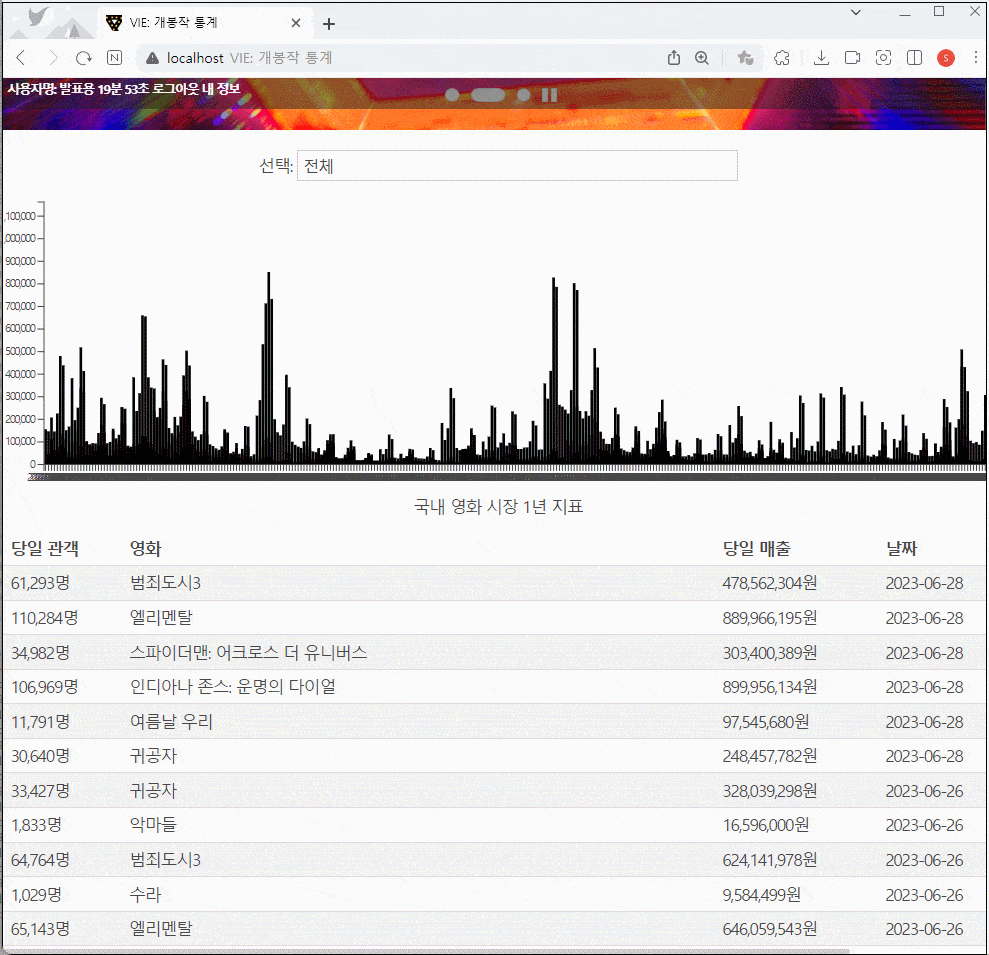 VIE: 개봉작 통계
localhost VIE: 개봉작 통계
S
사용자명: 발표용 19분 53초 로그아웃 내 정보
선택: 전체
,100,000
,000,000
900,000
800,000
700,000
600,000
500,000
400,000
300,000
200,000
100,000
0
국내 영화 시장 1년 지표
당일 관객 영화 당일 매출 날짜
61,293명 범죄도시3 478,562,304원 2023-06-28
110,284명 엘리멘탈 889,966,195원 2023-06-28
34,982명 스파이더맨: 어크로스 더 유니버스 303,400,389원 2023-06-28
106,969명 인디아나 존스: 운명의 다이얼 899,956,134원 2023-06-28
11,791명 여름날 우리 97,545,680원 2023-06-28
30,640명 귀공자 248,457,782원 2023-06-28
33,427명 귀공자 328,039,298원 2023-06-26
1,833명 악마들 16,596,000원 2023-06-26
64,764명 범죄도시3 624,141,978원 2023-06-26
1,029명 수라 9,584,499원 2023-06-26
65,143명 엘리멘탈 646,059,543원 2023-06-26